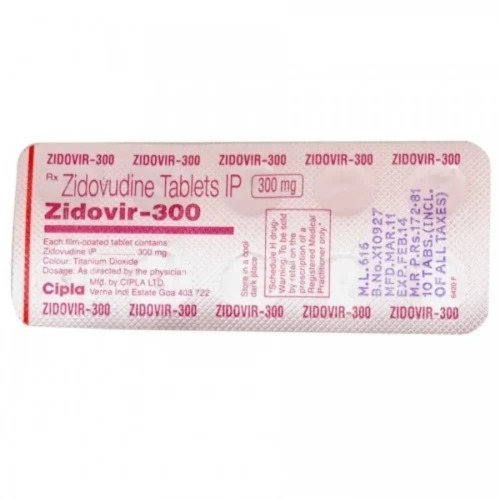 ZIDOVIR-300 ZIDOVIR-300 ZIDOVIR-300 ZIDOVIR-300 ZIDOVIR-300
Rx Zidovudine Tablets IP 300 mg
Zidovir-300
Each film-coated tablet contains:
Zidovudine IP ........... 300 mg
Colour: Titanium Dioxide
Dosage: As directed by the physician
Cipla
Mfg. by CIPLA LTD.
Verna Indl Estate Goa 403 722
Store in a cool
dark place
"Schedule H drug-
Warning: To be sold
by retail on the
prescription of a
Registered Medical
Practitioner only."
M.L.616
B.No.X10927
MFD.MAR.11
EXP.FEB.14
M.R P.Rs.172.81
10 TABS.(INCL.
OF ALL TAXES)
ZIDOVIR-300 ZIDOVIR-300 ZIDOVIR-300 ZIDOVIR-300 ZIDOVIR-300